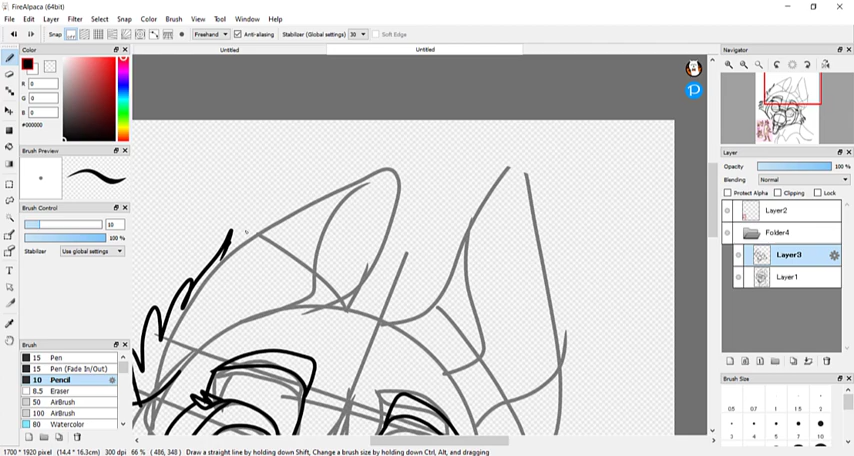 FireAlpaca (64bit)
File Edit Layer Filter Select Snap Color Brush View Tool Window Help
Snap Freehand Anti-aliasing Stabilizer (Global settings) 30 Soft Edge
Untitled Untitled
Color
R 0
G 0
B 0
#000000
Brush Preview
Brush Control
10
100 %
Stabilizer Use global settings
Brush
15 Pen
15 Pen (Fade In/Out)
10 Pencil
8.5 Eraser
50 AirBrush
100 AirBrush
80 Watercolor
Navigator
Layer
Opacity 100 %
Blending Normal
Protect Alpha Clipping Lock
Layer2
Folder4
Layer3
Layer1
Brush Size
0.5 0.7 1 1.5 2
3 4 5 7 10
1700 * 1920 pixel (14.4 * 16.3cm) 300 dpi 66 % ( 486, 348 ) Draw a straight line by holding down Shift, Change a brush size by holding down Ctrl, Alt, and dragging